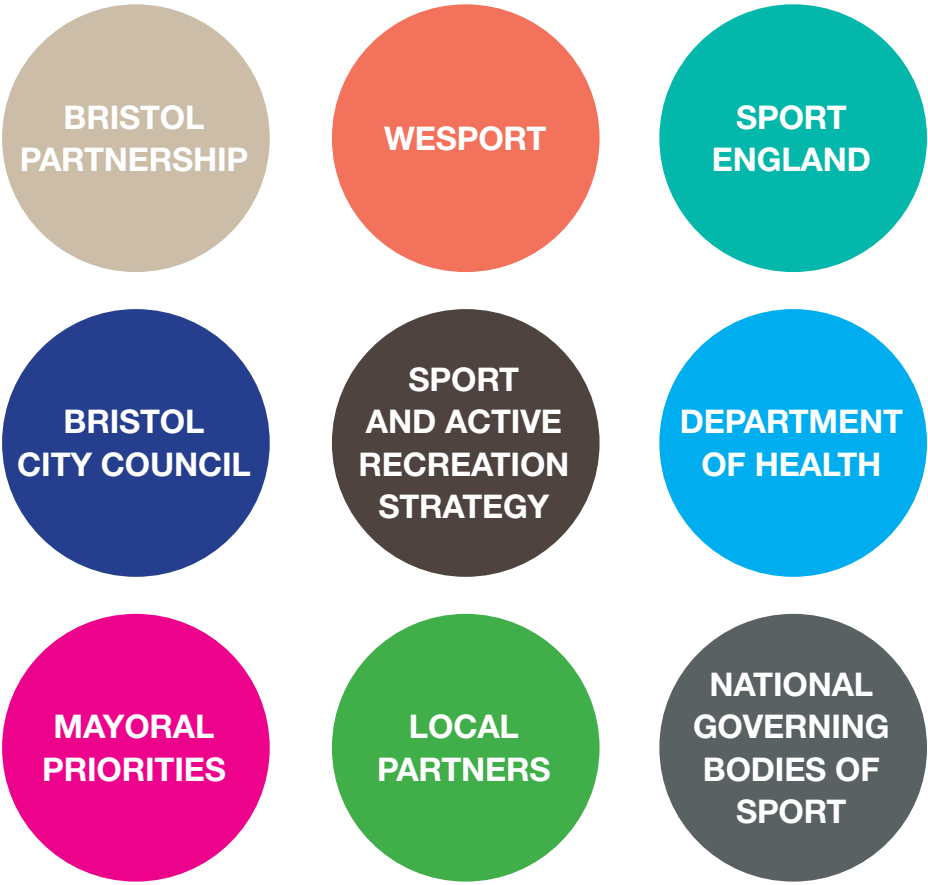 BRISTOL
PARTNERSHIP
WESPORT
SPORT
ENGLAND
BRISTOL
CITY COUNCIL
SPORT
AND ACTIVE
RECREATION
STRATEGY
DEPARTMENT
OF HEALTH
MAYORAL
PRIORITIES
LOCAL
PARTNERS
NATIONAL
GOVERNING
BODIES OF
SPORT